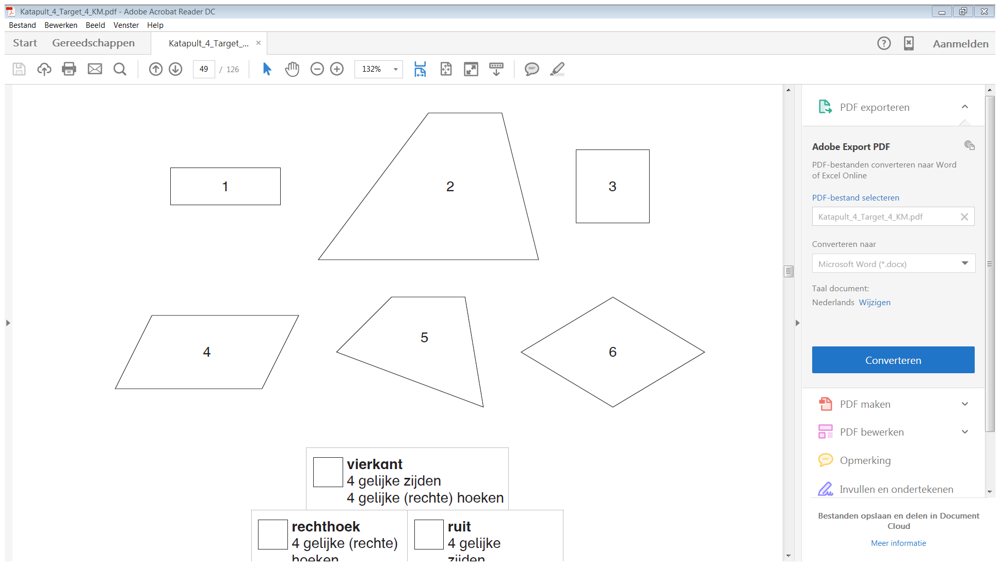 Katapult_4_Target_4_KM.pdf - Adobe Acrobat Reader DC
Bestand Bewerken Beeld Venster Help
Start Gereedschappen Katapult_4_Target_... × Aanmelden
49 / 126 132%
PDF exporteren
Adobe Export PDF
PDF-bestanden converteren naar Word
of Excel Online
PDF-bestand selecteren
Katapult_4_Target_4_KM.pdf
Converteren naar
Microsoft Word (*.docx)
Taal document:
Nederlands Wijzigen
Converteren
PDF maken
PDF bewerken
Opmerking
Invullen en ondertekenen
Bestanden opslaan en delen in Document
Cloud
Meer informatie
1
2
3
4
5
6
vierkant
4 gelijke zijden
4 gelijke (rechte) hoeken
rechthoek
4 gelijke (rechte)
hoeken
ruit
4 gelijke
zijden